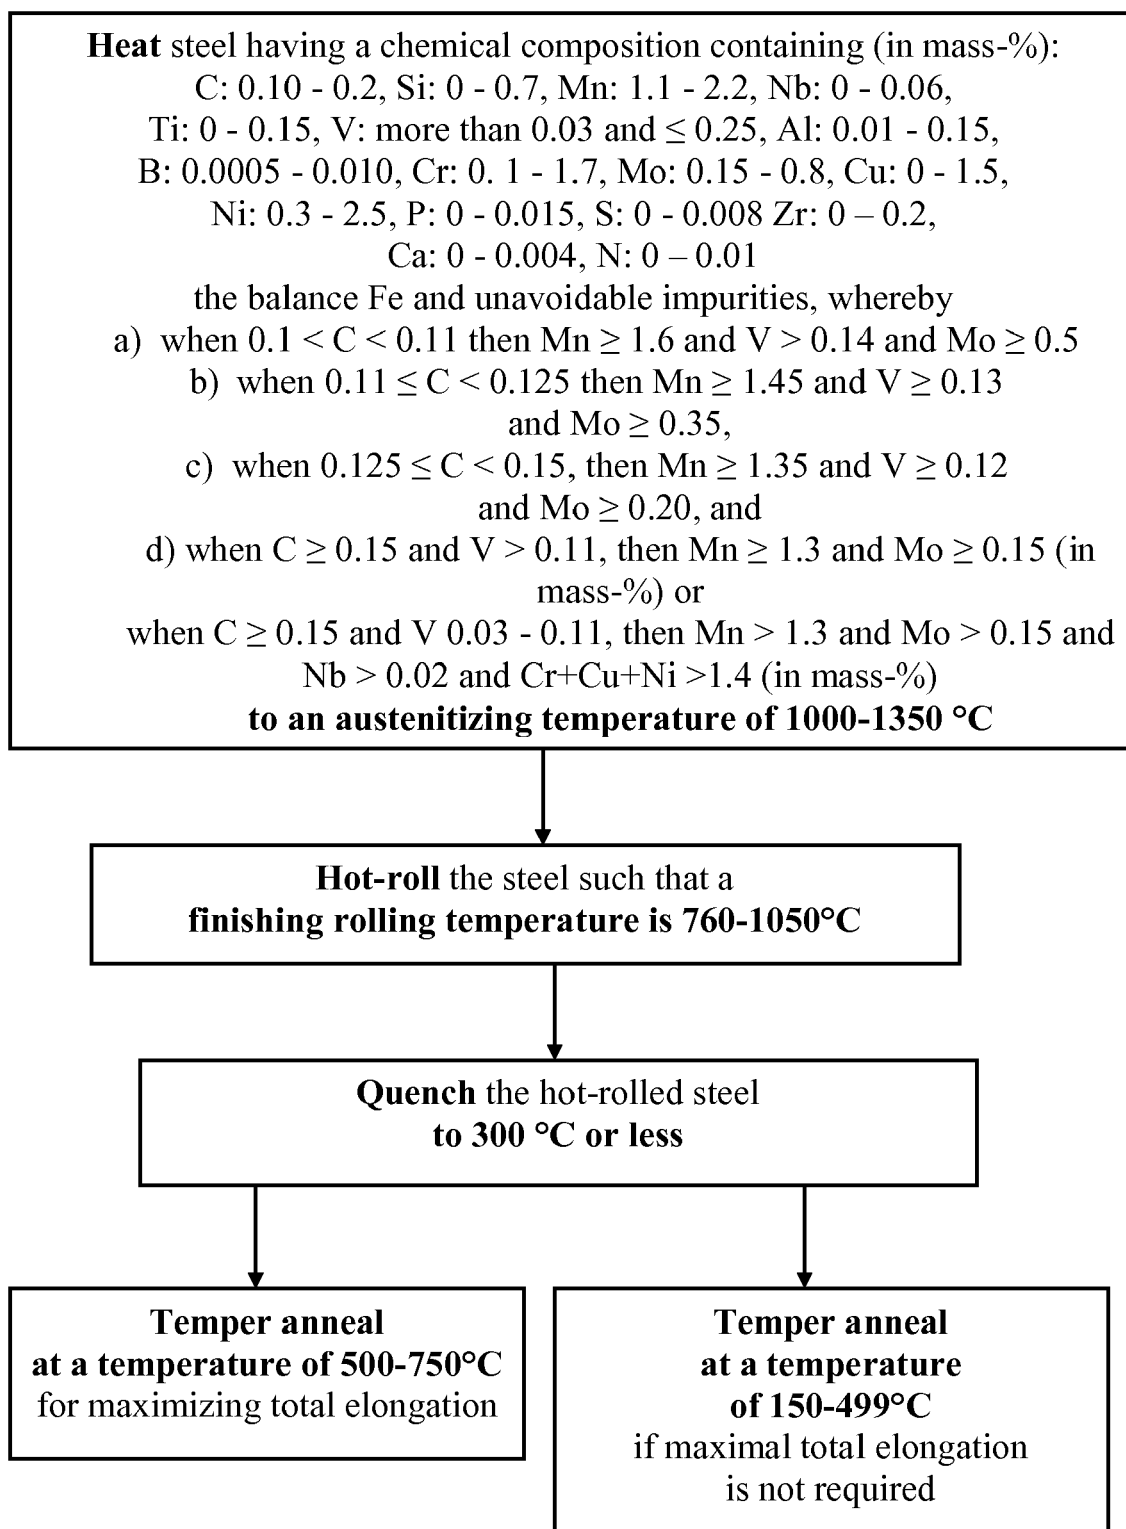 Heat steel having a chemical composition containing (in mass-%):
C: 0.10 - 0.2, Si: 0 - 0.7, Mn: 1.1 - 2.2, Nb: 0 - 0.06,
Ti: 0 - 0.15, V: more than 0.03 and ≤ 0.25, Al: 0.01 - 0.15,
B: 0.0005 - 0.010, Cr: 0. 1 - 1.7, Mo: 0.15 - 0.8, Cu: 0 - 1.5,
Ni: 0.3 - 2.5, P: 0 - 0.015, S: 0 - 0.008 Zr: 0 – 0.2,
Ca: 0 - 0.004, N: 0 – 0.01
the balance Fe and unavoidable impurities, whereby
a) when 0.1 < C < 0.11 then Mn ≥ 1.6 and V > 0.14 and Mo ≥ 0.5
b) when 0.11 ≤ C < 0.125 then Mn ≥ 1.45 and V ≥ 0.13
and Mo ≥ 0.35,
c) when 0.125 ≤ C < 0.15, then Mn ≥ 1.35 and V ≥ 0.12
and Mo ≥ 0.20, and
d) when C ≥ 0.15 and V > 0.11, then Mn ≥ 1.3 and Mo ≥ 0.15 (in
mass-%) or
when C ≥ 0.15 and V 0.03 - 0.11, then Mn > 1.3 and Mo > 0.15 and
Nb > 0.02 and Cr+Cu+Ni >1.4 (in mass-%)
to an austenitizing temperature of 1000-1350 °C
Hot-roll the steel such that a
finishing rolling temperature is 760-1050°C
Quench the hot-rolled steel
to 300 °C or less
Temper anneal
at a temperature of 500-750°C
for maximizing total elongation
Temper anneal
at a temperature
of 150-499°C
if maximal total elongation
is not required